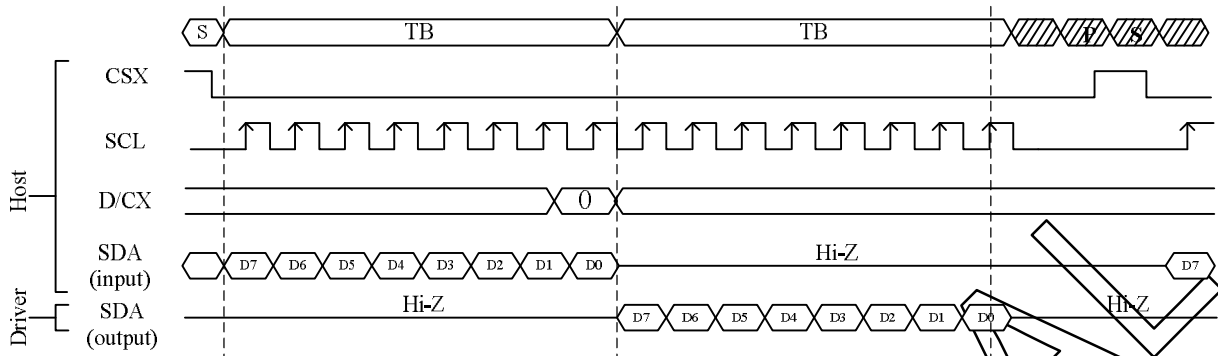 S TB TB P S
CSX
SCL
D/CX 0
SDA (input) D7 D6 D5 D4 D3 D2 D1 D0 Hi-Z D7
SDA (output) Hi-Z D7 D6 D5 D4 D3 D2 D1 D0 Hi-Z
Host
Driver